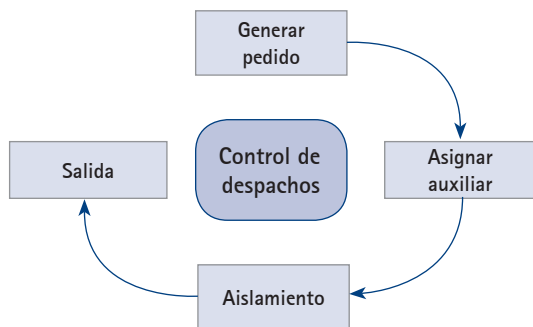 Generar
pedido
Control de
despachos
Salida
Asignar
auxiliar
Aislamiento